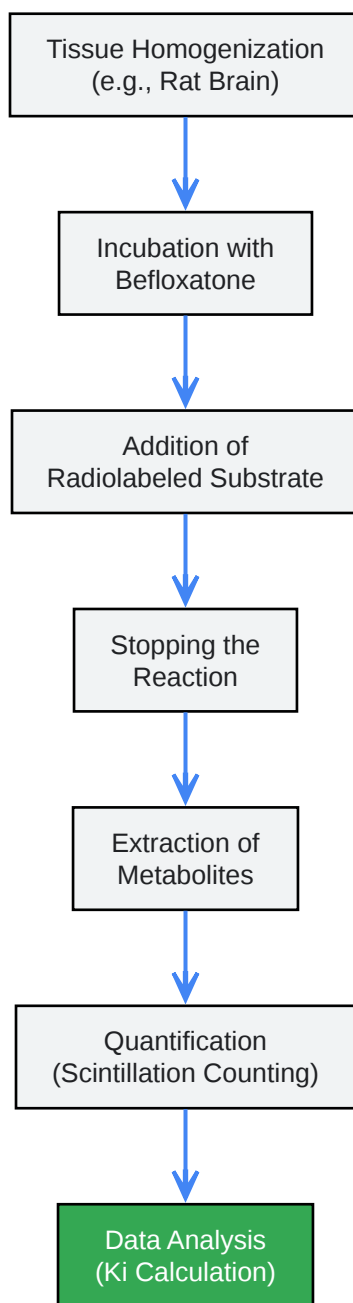 Tissue Homogenization
(e.g., Rat Brain)
Incubation with
Befloxatone
Addition of
Radiolabeled Substrate
Stopping the
Reaction
Extraction of
Metabolites
Quantification
(Scintillation Counting)
Data Analysis
(Ki Calculation)